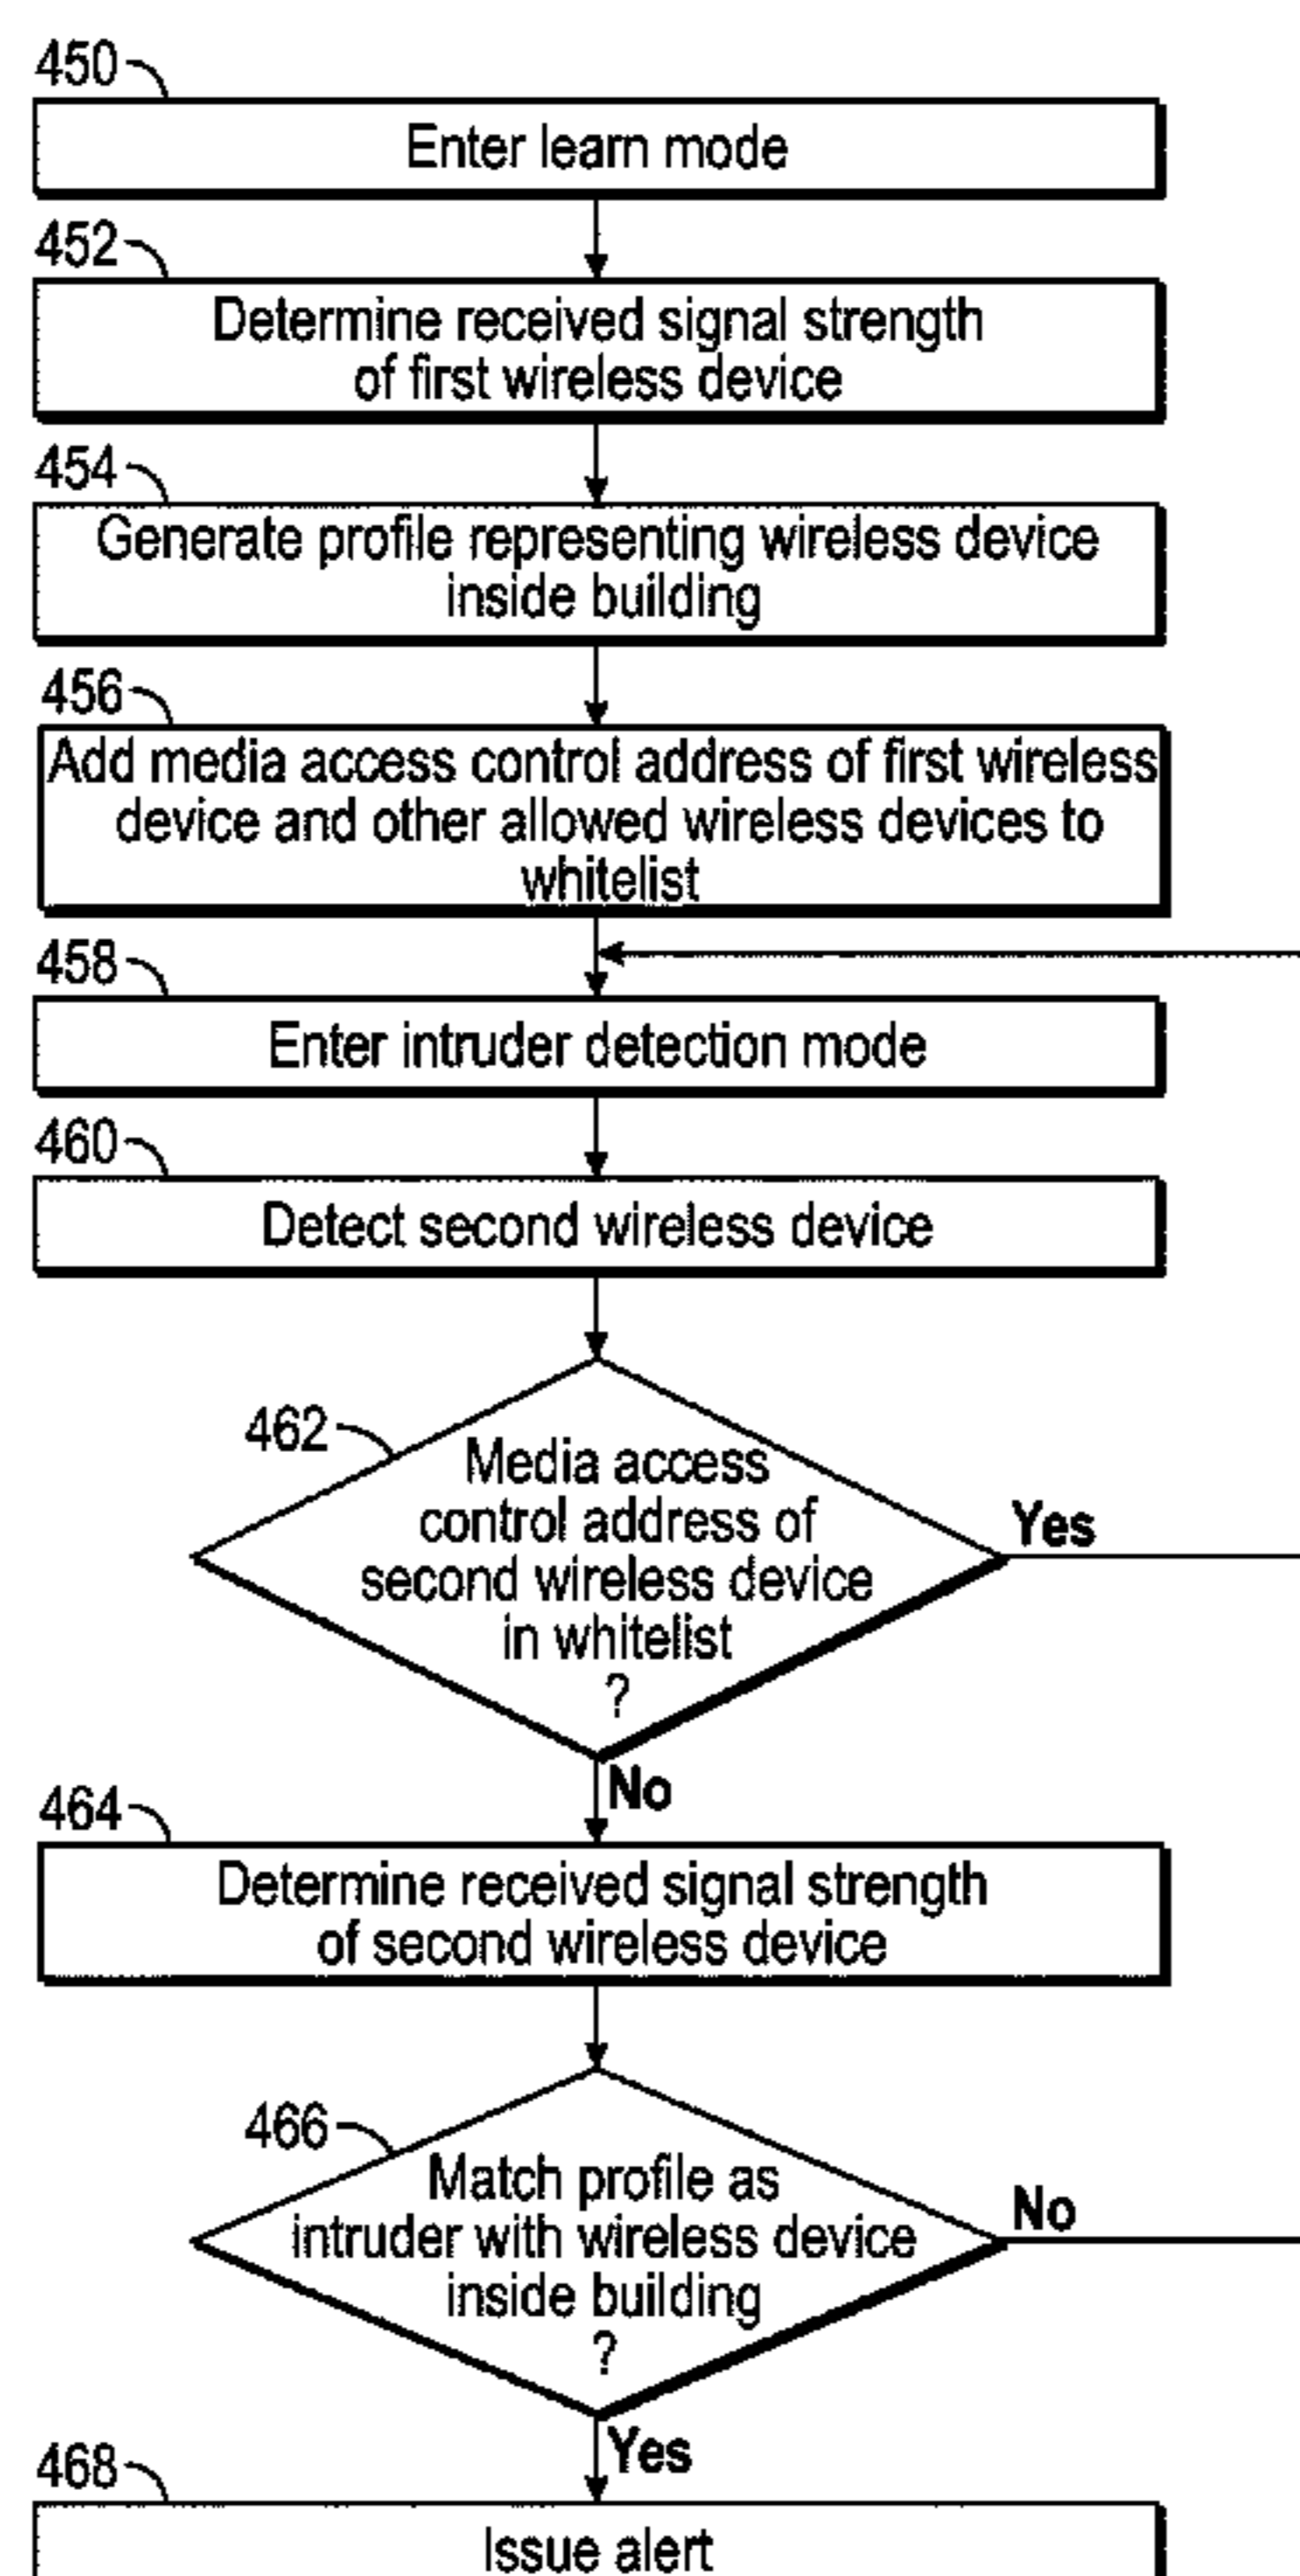 450
Enter learn mode
452
Determine received signal strength
of first wireless device
454
Generate profile representing wireless device
inside building
456
Add media access control address of first wireless
device and other allowed wireless devices to
whitelist
458
Enter intruder detection mode
460
Detect second wireless device
462
Media access
control address of
second wireless device
in whitelist
?
Yes
No
464
Determine received signal strength
of second wireless device
466
Match profile as
intruder with wireless device
inside building
?
No
Yes
468
Issue alert